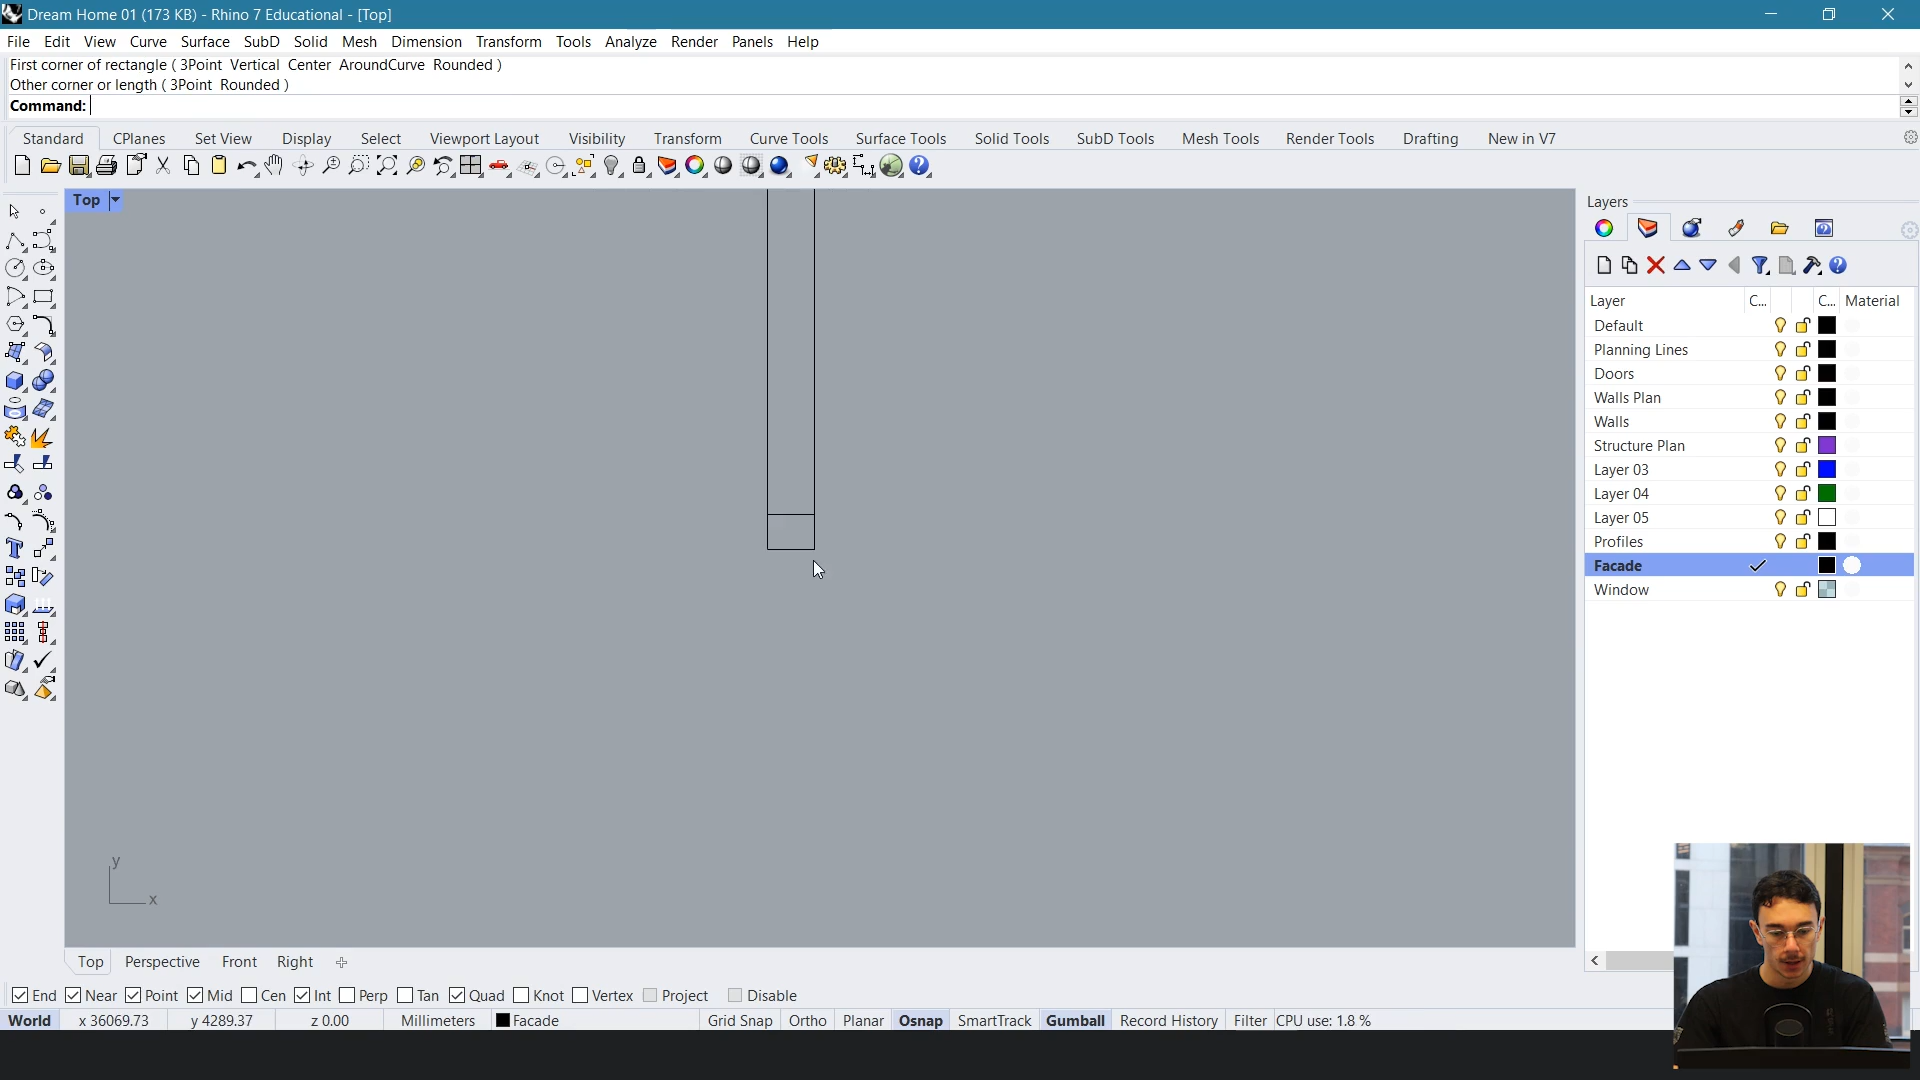 Dream Home 01 (173 KB) - Rhino 7 Educational - [Top]
File Edit View Curve Surface SubD Solid Mesh Dimension Transform Tools Analyze Render Panels Help
First corner of rectangle ( 3Point Vertical Center AroundCurve Rounded )
Other corner or length ( 3Point Rounded )
Command:
Standard CPlanes Set View Display Select Viewport Layout Visibility Transform Curve Tools Surface Tools Solid Tools SubD Tools Mesh Tools Render Tools Drafting New in V7
Top
Layers
Layer C... C... Material
Default
Planning Lines
Doors
Walls Plan
Walls
Structure Plan
Layer 03
Layer 04
Layer 05
Profiles
Facade
Window
y
x
Top Perspective Front Right
End Near Point Mid Cen Int Perp Tan Quad Knot Vertex Project Disable
World x 36069.73 y 4289.37 z 0.00 Millimeters Facade Grid Snap Ortho Planar Osnap SmartTrack Gumball Record History Filter CPU use: 1.8 %